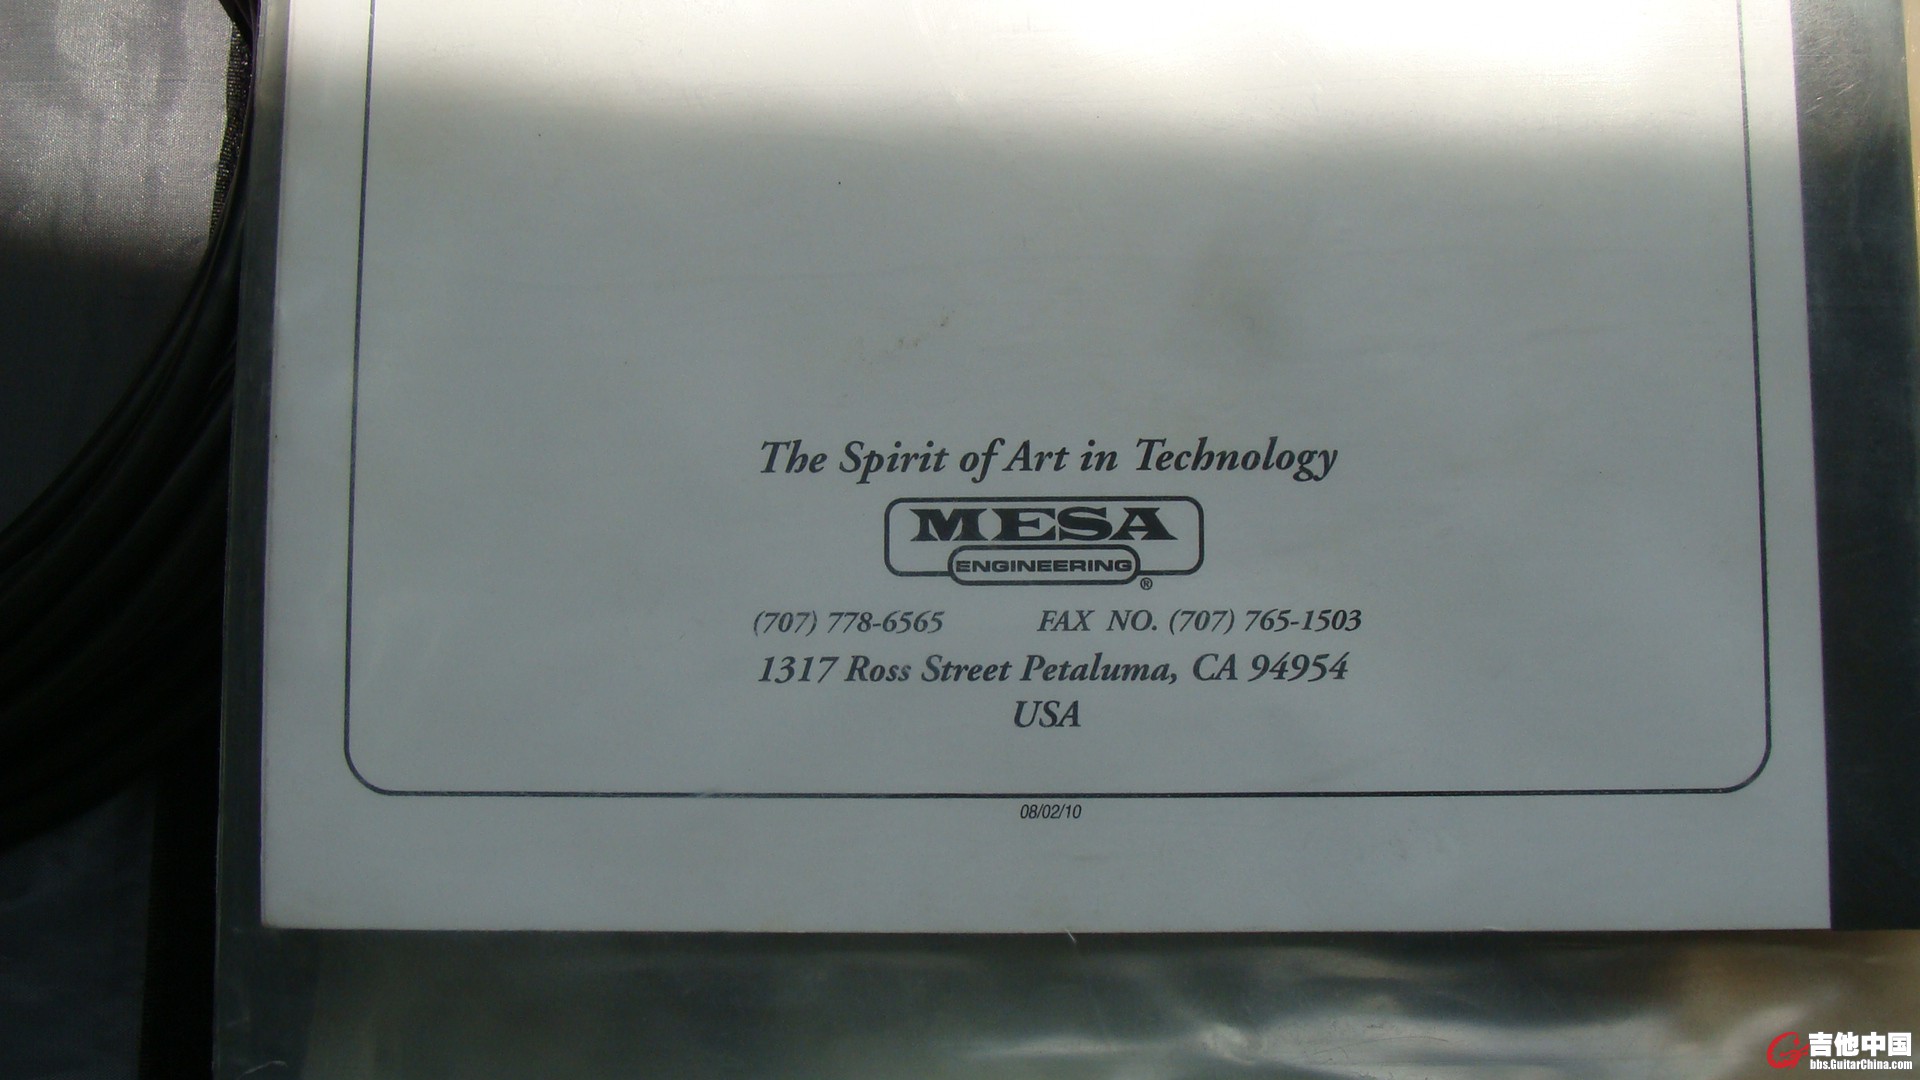 The Spirit of Art in Technology
MESA
ENGINEERING®
(707) 778-6565 FAX NO. (707) 765-1503
1317 Ross Street Petaluma, CA 94954
USA
08/02/10
吉他中国
bbs.GuitarChina.com